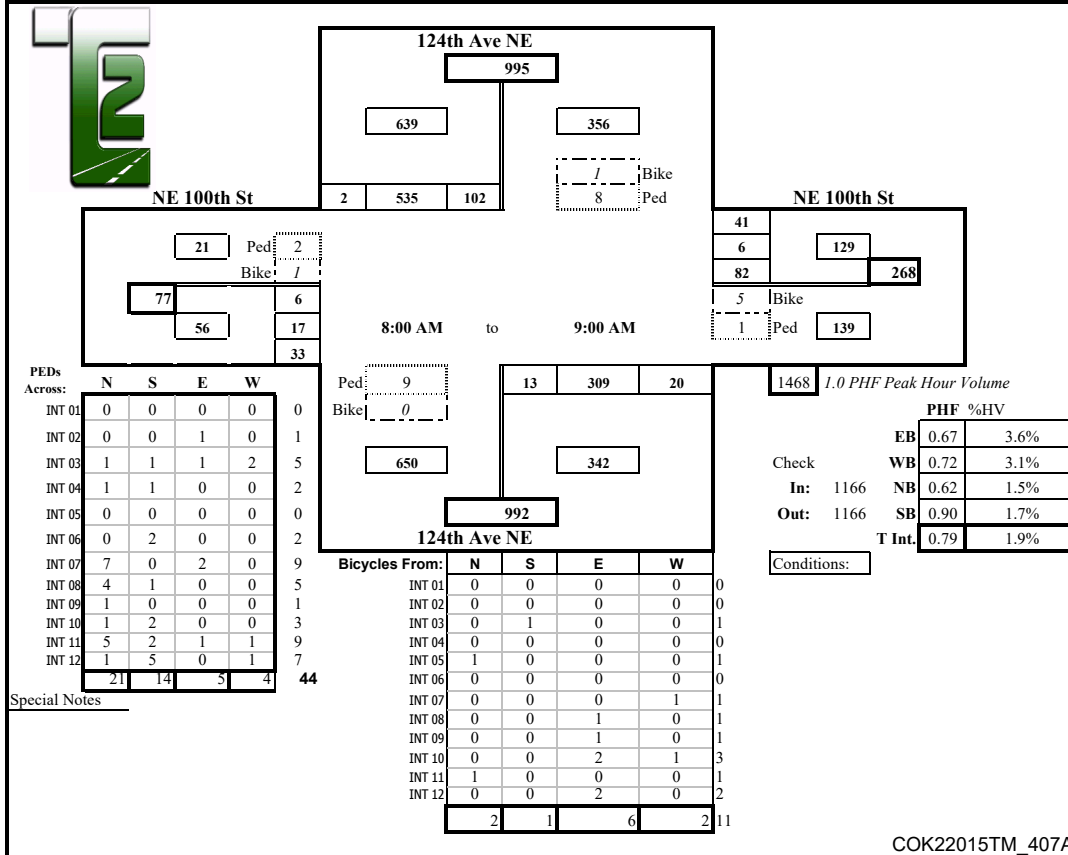 T2
124th Ave NE
995
639 356
1 Bike
NE 100th St 2 535 102 8 Ped NE 100th St
41
21 Ped 2 6 129
Bike 1 82 268
77 6 5 Bike
56 17 8:00 AM to 9:00 AM 1 Ped 139
33
PEDs
Across: N S E W Ped 9 13 309 20 1468 1.0 PHF Peak Hour Volume
INT 01 0 0 0 0 0 Bike 0 PHF %HV
INT 02 0 0 1 0 1 EB 0.67 3.6%
INT 03 1 1 1 2 5 650 342 Check WB 0.72 3.1%
INT 04 1 1 0 0 2 In: 1166 NB 0.62 1.5%
INT 05 0 0 0 0 0 992 Out: 1166 SB 0.90 1.7%
INT 06 0 2 0 0 2 124th Ave NE T Int. 0.79 1.9%
INT 07 7 0 2 0 9 Bicycles From: N S E W Conditions:
INT 08 4 1 0 0 5 INT 01 0 0 0 0 0
INT 09 1 0 0 0 1 INT 02 0 0 0 0 0
INT 10 1 2 0 0 3 INT 03 0 1 0 0 1
INT 11 5 2 1 1 9 INT 04 0 0 0 0 0
INT 12 1 5 0 1 7 INT 05 1 0 0 0 1
21 14 5 4 44 INT 06 0 0 0 0 0
Special Notes INT 07 0 0 0 1 1
INT 08 0 0 1 0 1
INT 09 0 0 1 0 1
INT 10 0 0 2 1 3
INT 11 1 0 0 0 1
INT 12 0 0 2 0 2
2 1 6 2 11
COK22015TM_407A